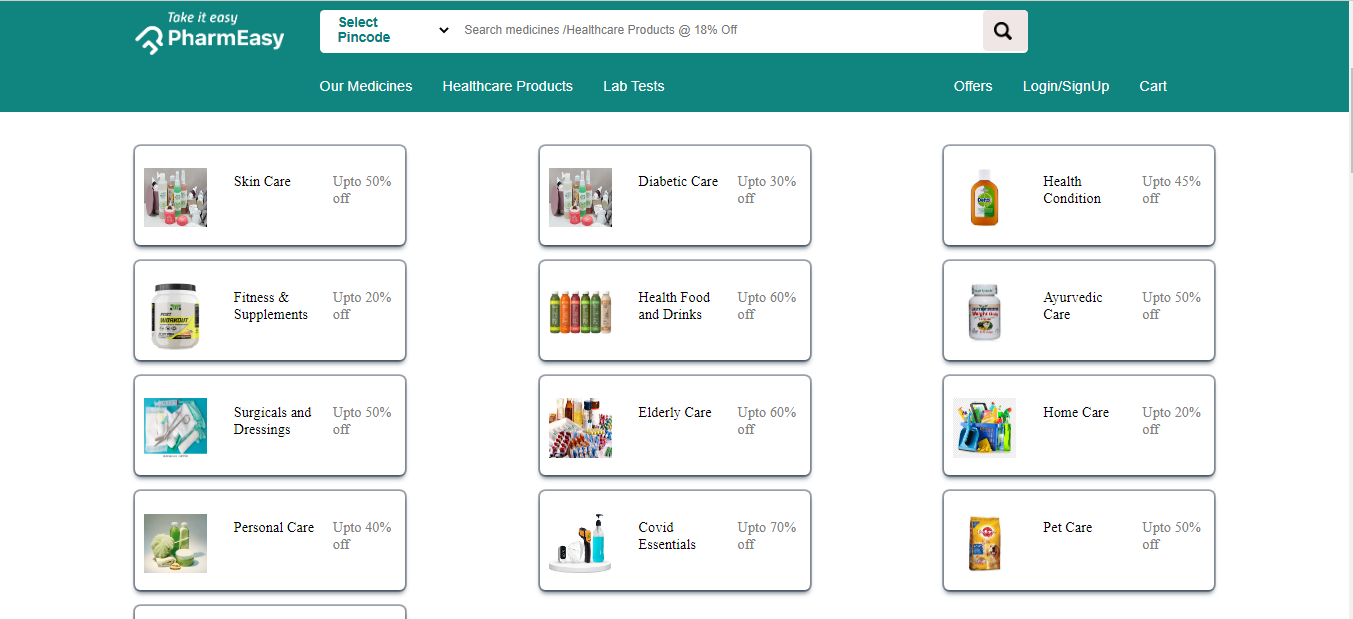 Take it easy
PharmEasy
Select
Pincode
Search medicines /Healthcare Products @ 18% Off
Our Medicines Healthcare Products Lab Tests Offers Login/SignUp Cart
Skin Care Upto 50%
off
Diabetic Care Upto 30%
off
Health Upto 45%
Condition off
Dettol
Fitness & Upto 20%
Supplements off
WORKOUT
Health Food Upto 60%
and Drinks off
Ayurvedic Upto 50%
Care off
Surgicals and Upto 50%
Dressings off
Elderly Care Upto 60%
off
Home Care Upto 20%
off
Personal Care Upto 40%
off
Covid Upto 70%
Essentials off
Pet Care Upto 50%
off